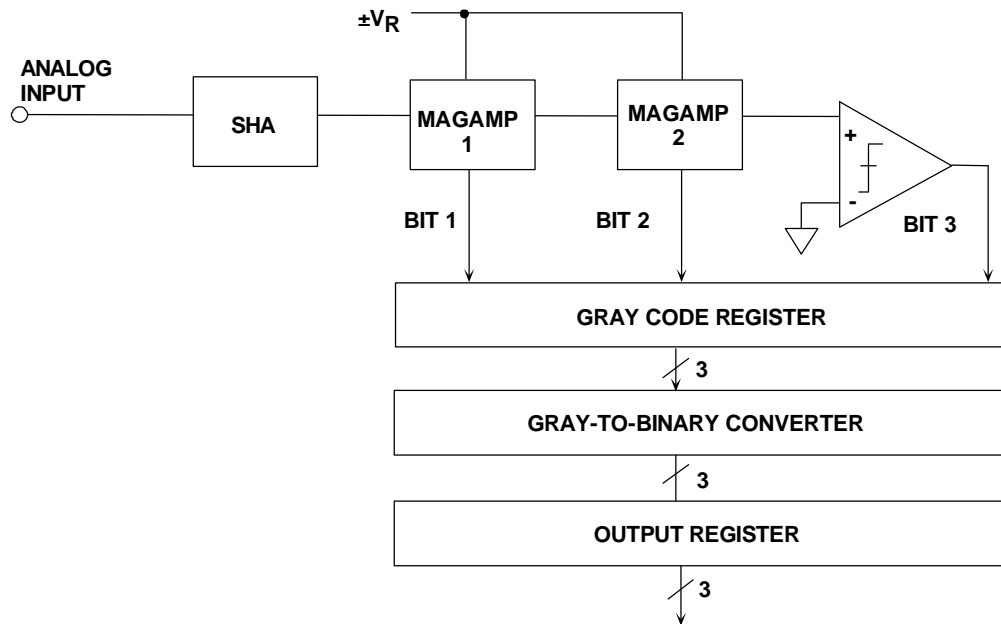 ±VR
ANALOG
INPUT
SHA
MAGAMP
1
MAGAMP
2
+
-
BIT 1
BIT 2
BIT 3
GRAY CODE REGISTER
3
GRAY-TO-BINARY CONVERTER
3
OUTPUT REGISTER
3